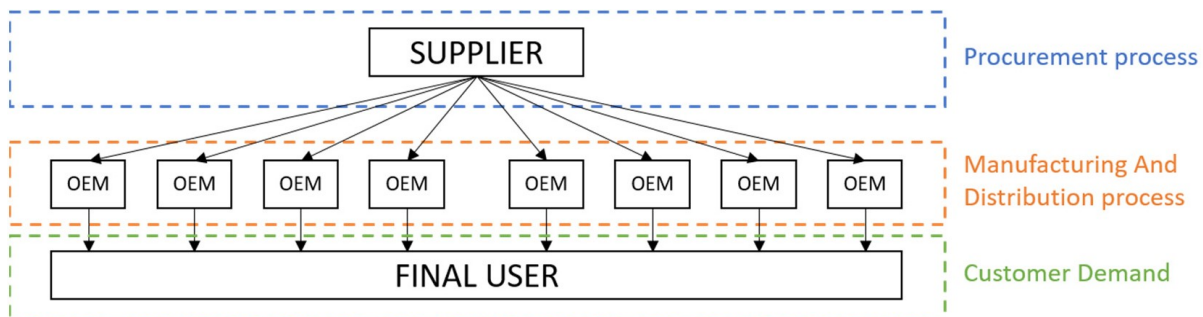 SUPPLIER
Procurement process
OEM OEM OEM OEM OEM OEM OEM OEM
Manufacturing And
Distribution process
FINAL USER
Customer Demand